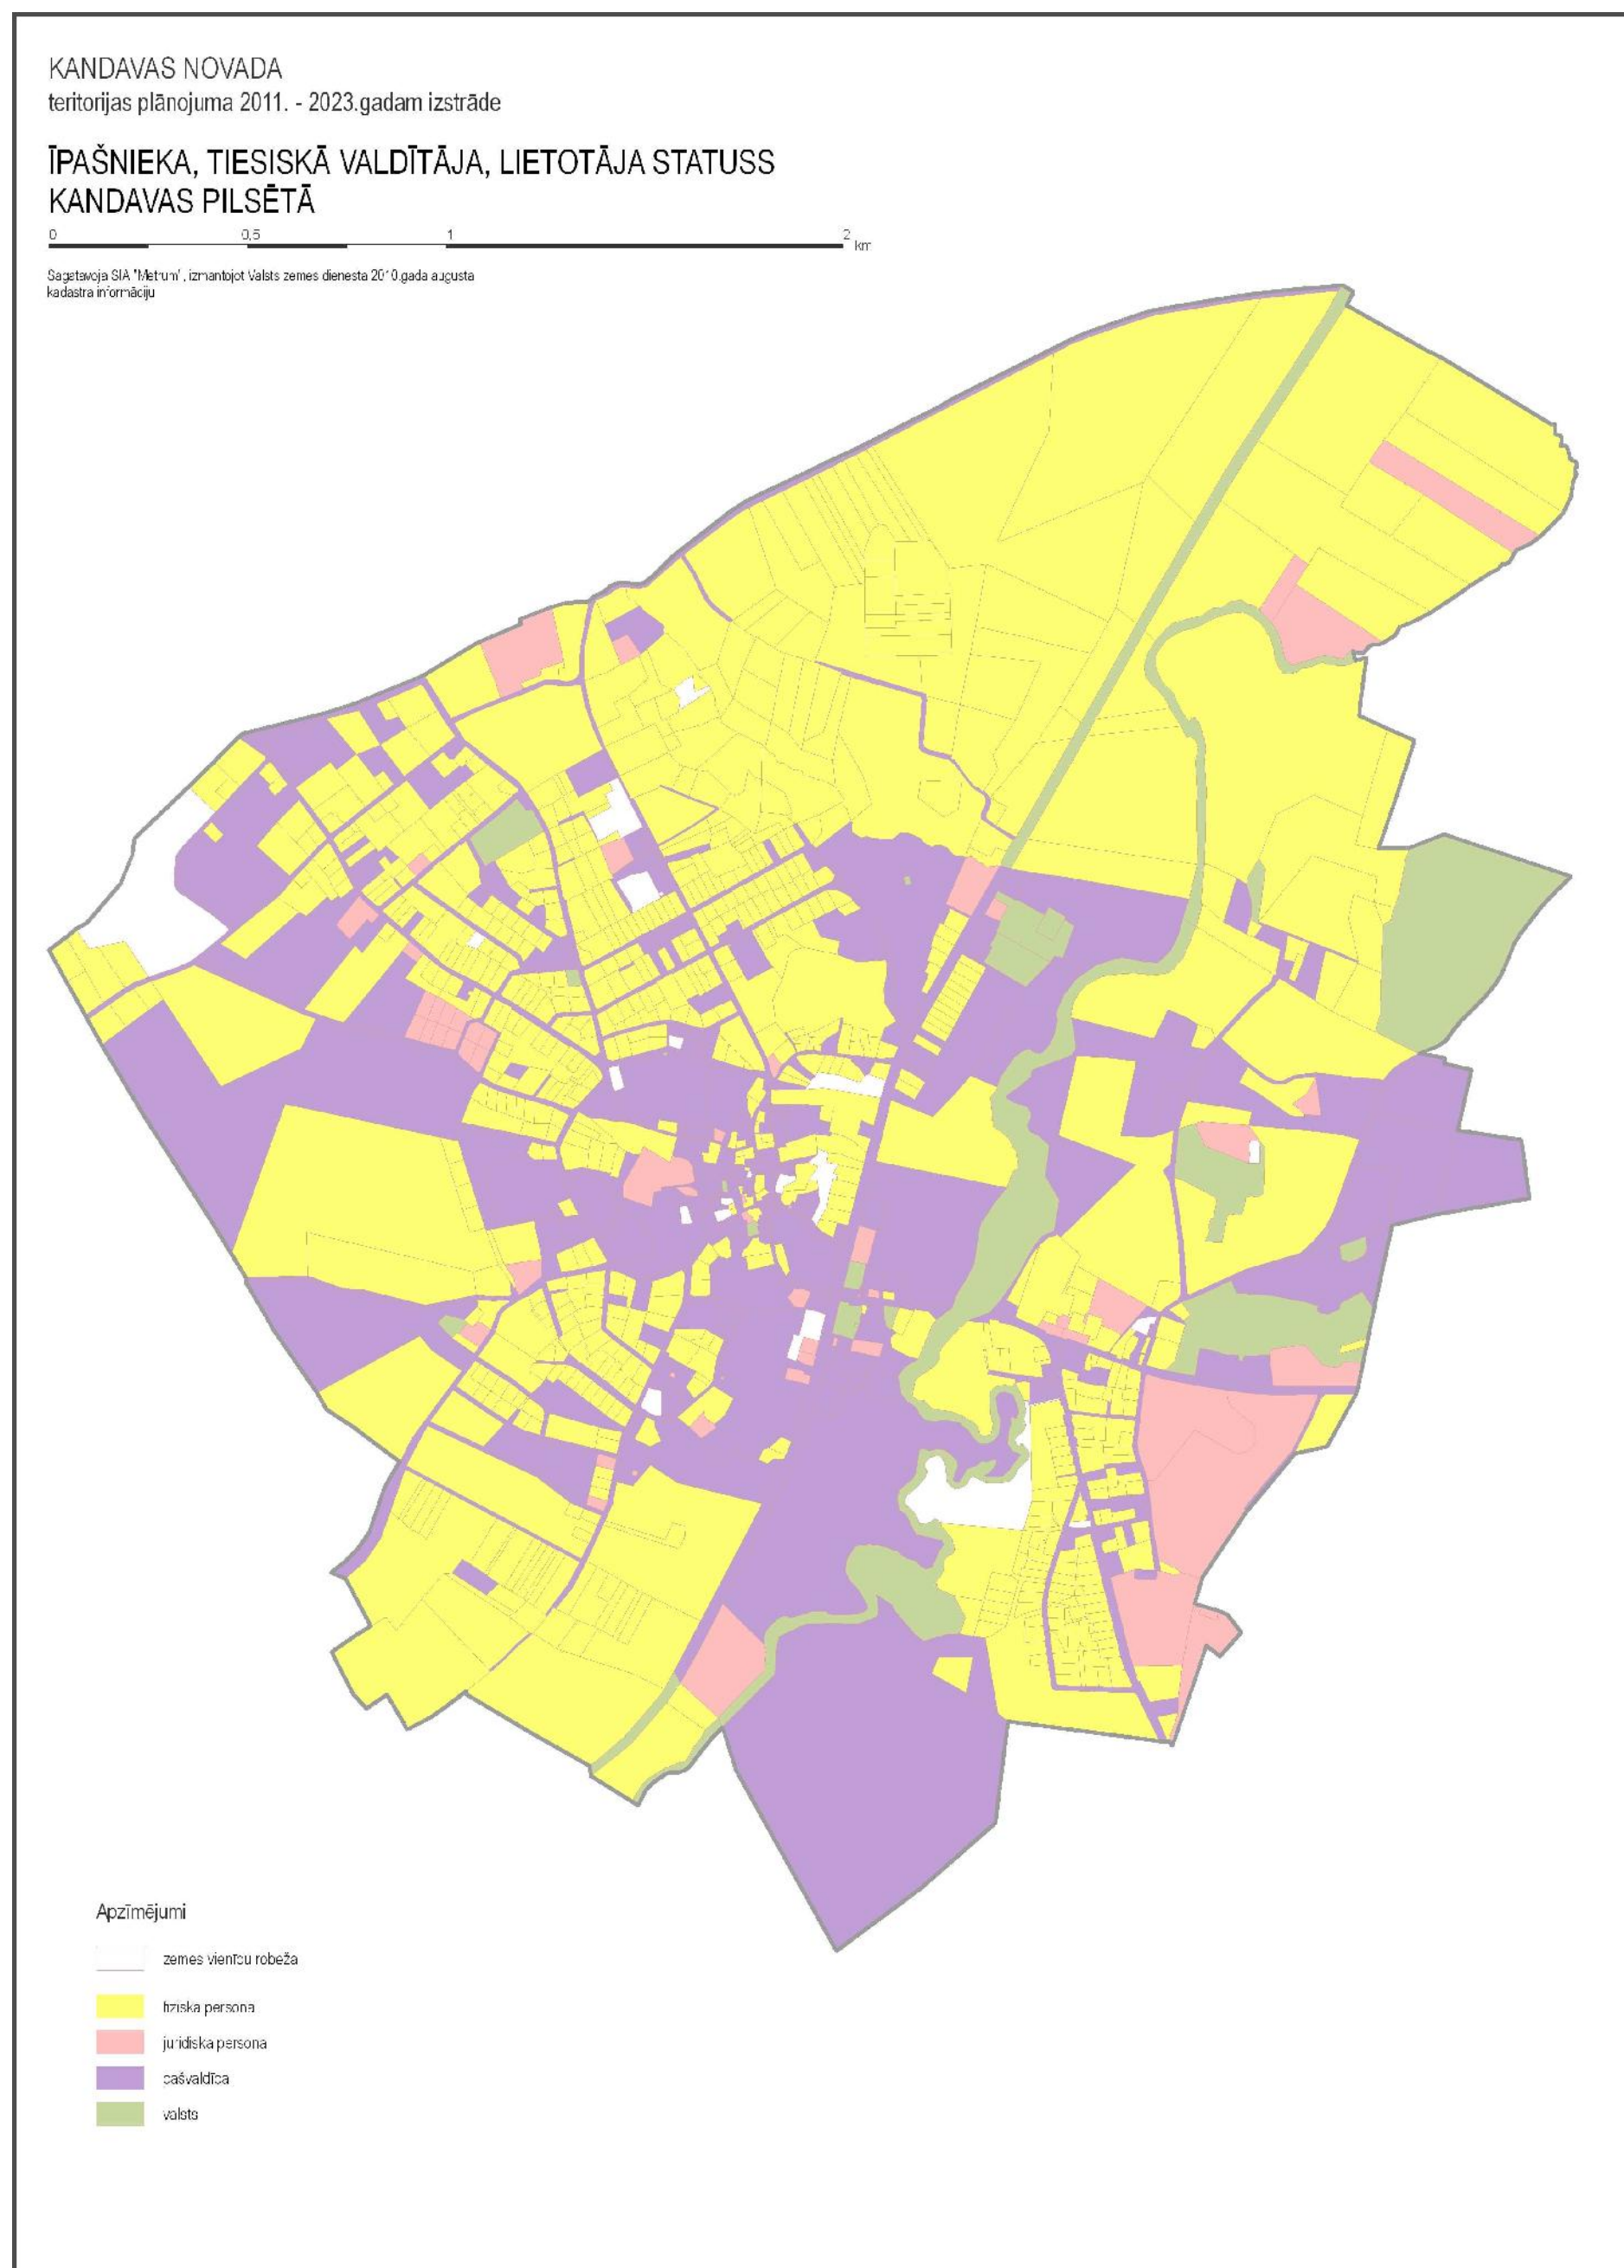 KANDAVAS NOVADA
teritorijas plānojuma 2011. - 2023.gadam izstrāde
ĪPAŠNIEKA, TIESISKĀ VALDĪTĀJA, LIETOTĀJA STATUSS
KANDAVAS PILSĒTĀ
0 0,5 1 2 km
Sagatavoja SIA "Metrum", izmantojot Valsts zemes dienesta 2010.gada augusta
kadastra informāciju
Apzīmējumi
zemes vienību robeža
fiziska persona
juridiska persona
pašvaldība
valsts